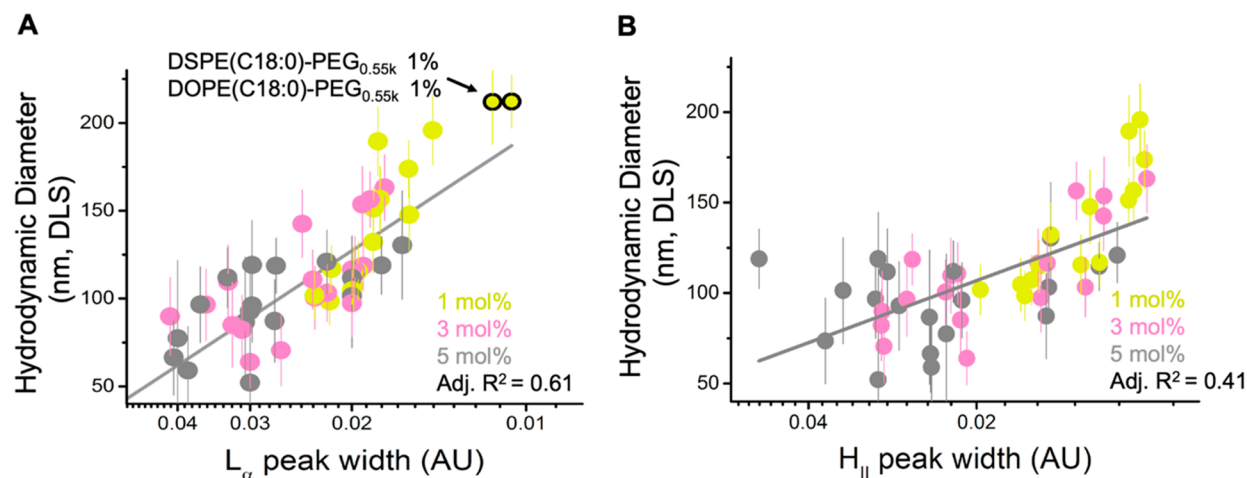 A
DSPE(C18:0)-PEG0.55k 1%
DOPE(C18:0)-PEG0.55k 1%
Hydrodynamic Diameter
(nm, DLS)
200
150
100
50
1 mol%
3 mol%
5 mol%
Adj. R² = 0.61
0.04 0.03 0.02 0.01
Lα peak width (AU)
B
Hydrodynamic Diameter
(nm, DLS)
200
150
100
50
1 mol%
3 mol%
5 mol%
Adj. R² = 0.41
0.04 0.02
HII peak width (AU)